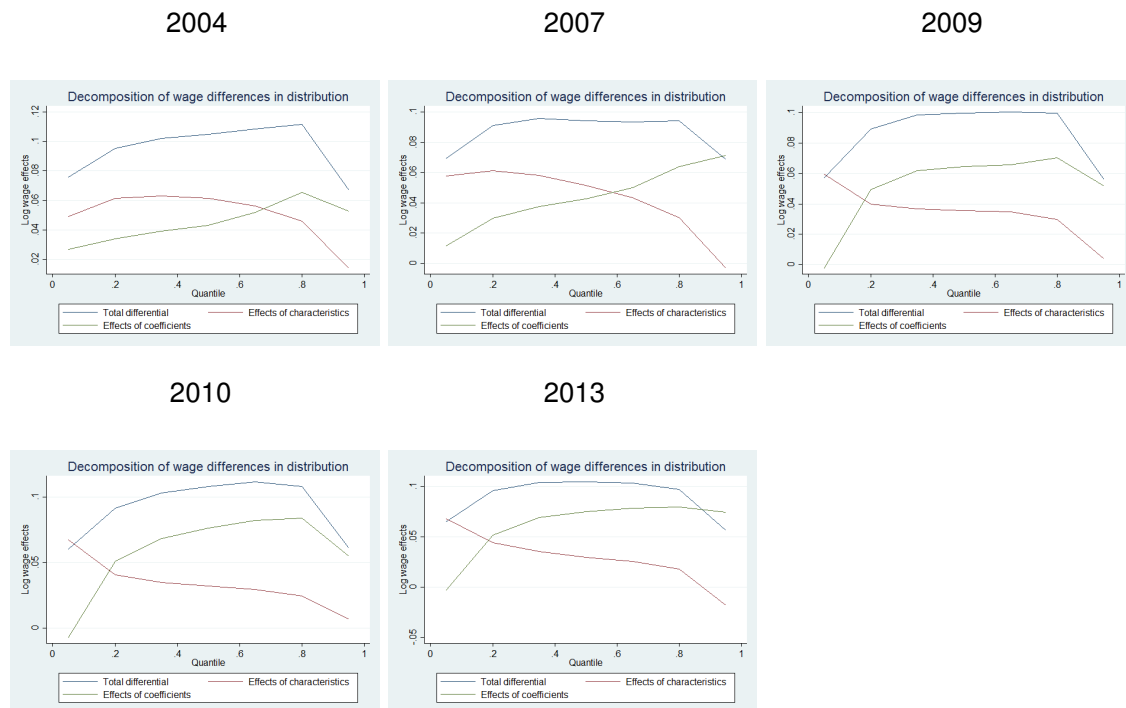 2004
2007
2009
Decomposition of wage differences in distribution
Log wage effects
.12
.1
.08
.06
.04
.02
0 .2 .4 .6 .8 1
Quantile
Total differential Effects of characteristics
Effects of coefficients
Decomposition of wage differences in distribution
Log wage effects
.1
.08
.06
.04
.02
0
0 .2 .4 .6 .8 1
Quantile
Total differential Effects of characteristics
Effects of coefficients
Decomposition of wage differences in distribution
Log wage effects
.1
.08
.06
.04
.02
0
0 .2 .4 .6 .8 1
Quantile
Total differential Effects of characteristics
Effects of coefficients
2010
2013
Decomposition of wage differences in distribution
Log wage effects
.1
.05
0
0 .2 .4 .6 .8 1
Quantile
Total differential Effects of characteristics
Effects of coefficients
Decomposition of wage differences in distribution
Log wage effects
.1
.05
0
-.05
0 .2 .4 .6 .8 1
Quantile
Total differential Effects of characteristics
Effects of coefficients